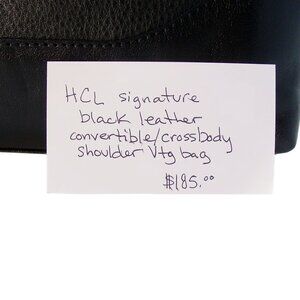 HCL signature
black leather
convertible/crossbody
shoulder Vtg bag
$185.00